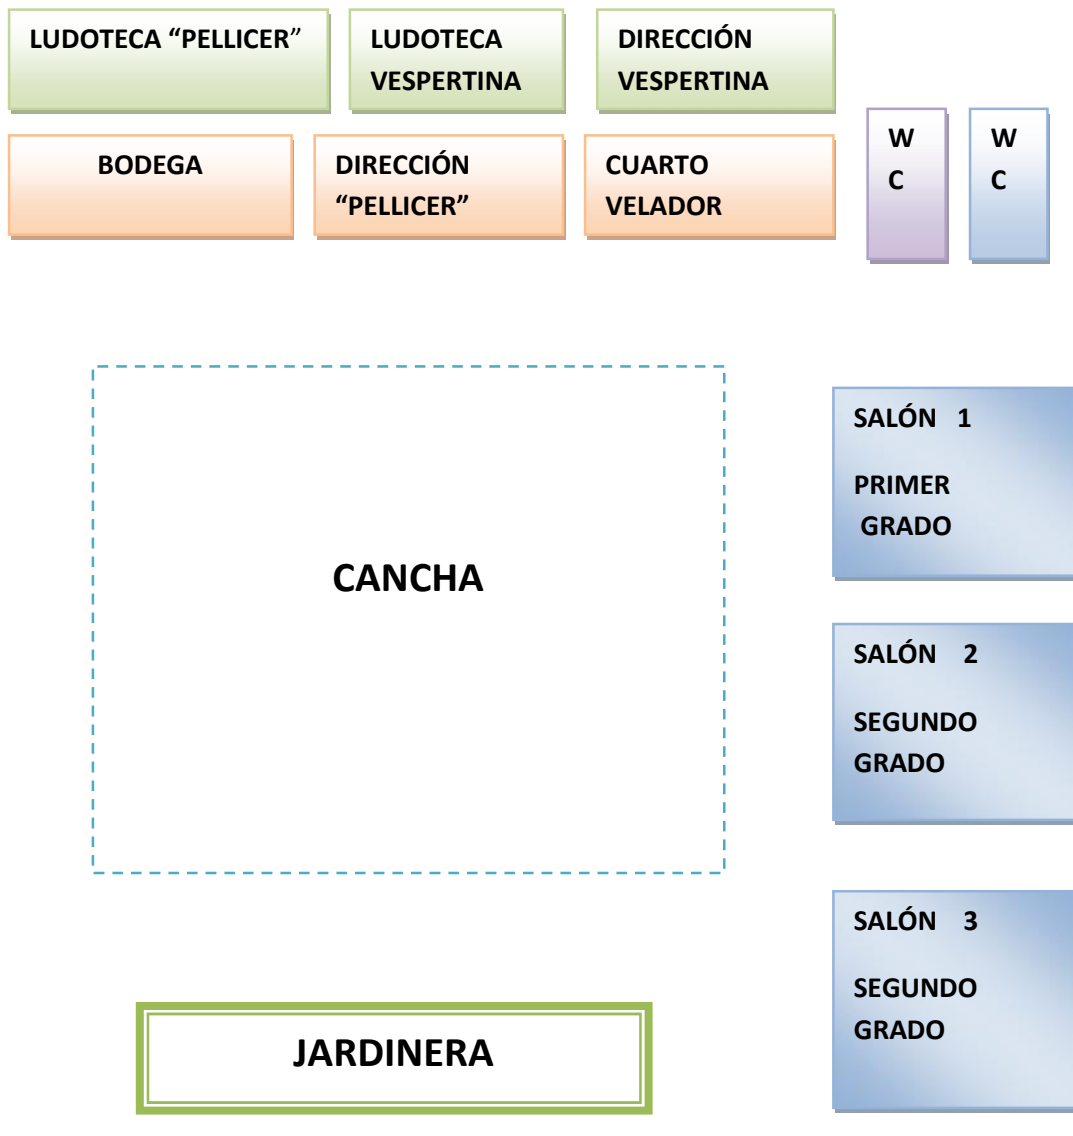 LUDOTECA “PELLICER”
LUDOTECA
VESPERTINA
DIRECCIÓN
VESPERTINA
BODEGA
DIRECCIÓN
“PELLICER”
CUARTO
VELADOR
W
C
W
C
SALÓN 1
PRIMER
GRADO
CANCHA
SALÓN 2
SEGUNDO
GRADO
SALÓN 3
SEGUNDO
GRADO
JARDINERA